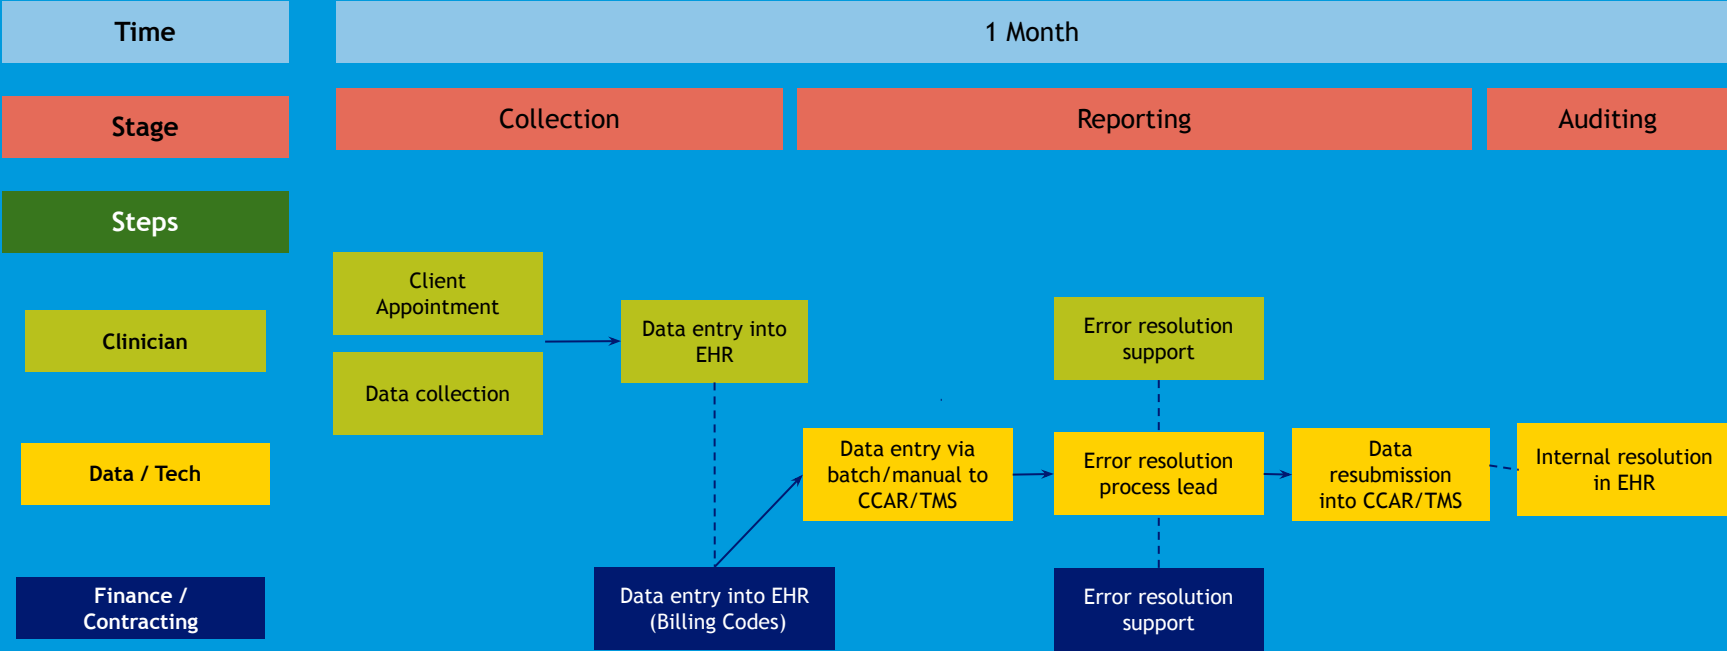 Time
1 Month
Stage
Collection
Reporting
Auditing
Steps
Client
Appointment
Clinician
Data entry into
EHR
Error resolution
support
Data collection
Data / Tech
Data entry via
batch/manual to
CCAR/TMS
Error resolution
process lead
Data
resubmission
into CCAR/TMS
Internal resolution
in EHR
Finance /
Contracting
Data entry into EHR
(Billing Codes)
Error resolution
support